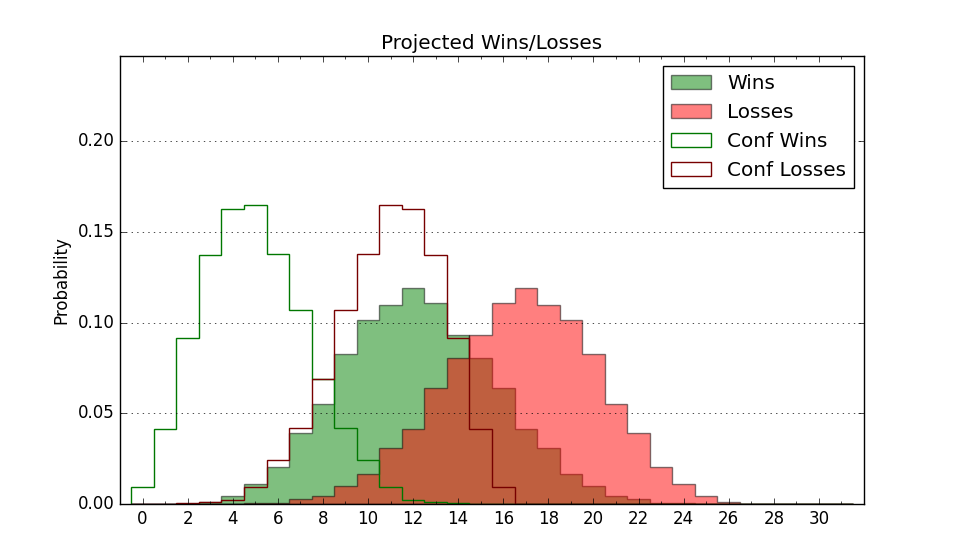 Projected Wins/Losses
Wins
Losses
Conf Wins
Conf Losses
Probability
0.20
0.15
0.10
0.05
0.00
0 2 4 6 8 10 12 14 16 18 20 22 24 26 28 30